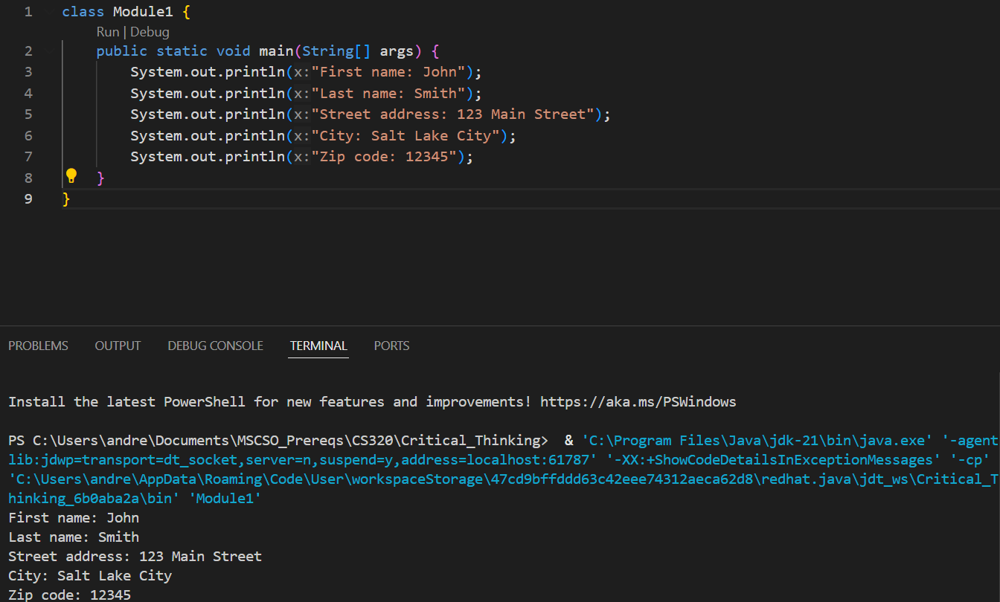 1 class Module1 {
Run | Debug
2 public static void main(String[] args) {
3 System.out.println(x:"First name: John");
4 System.out.println(x:"Last name: Smith");
5 System.out.println(x:"Street address: 123 Main Street");
6 System.out.println(x:"City: Salt Lake City");
7 System.out.println(x:"Zip code: 12345");
8 }
9 }
PROBLEMS OUTPUT DEBUG CONSOLE TERMINAL PORTS
Install the latest PowerShell for new features and improvements! https://aka.ms/PSWindows
PS C:\Users\andre\Documents\MSCSO_Prereqs\CS320\Critical_Thinking>  & 'C:\Program Files\Java\jdk-21\bin\java.exe' '-agent
lib:jdwp=transport=dt_socket,server=n,suspend=y,address=localhost:61787' '-XX:+ShowCodeDetailsInExceptionMessages' '-cp'
'C:\Users\andre\AppData\Roaming\Code\User\workspaceStorage\47cd9bffddd63c42eee74312aeca62d8\redhat.java\jdt_ws\Critical_T
hinking_6b0aba2a\bin' 'Module1'
First name: John
Last name: Smith
Street address: 123 Main Street
City: Salt Lake City
Zip code: 12345